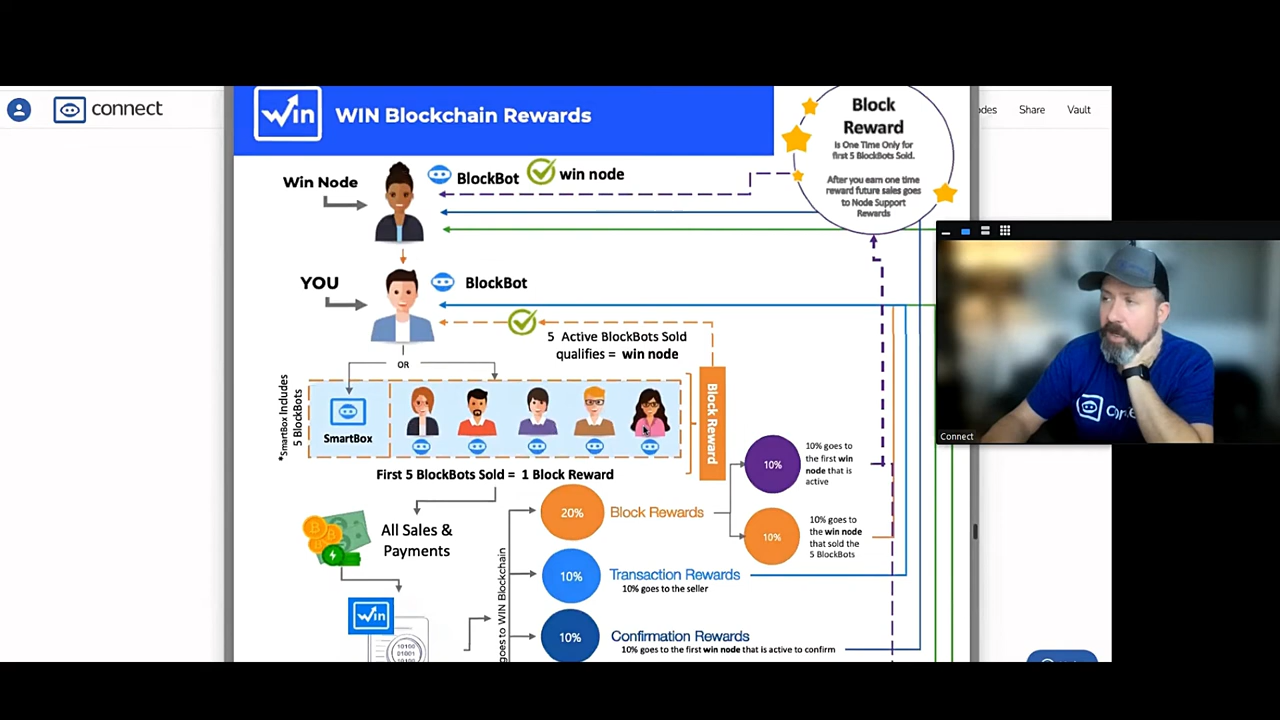 connect
Win
WIN Blockchain Rewards
Block
Reward
is One Time Only for
first 5 BlockBots Sold.
After you earn one time
reward future sales goes
to Node Support
Rewards
Share
Vault
Win Node
BlockBot
win node
YOU
BlockBot
5 Active BlockBots Sold
qualifies = win node
OR
*SmartBox Includes
5 BlockBots
SmartBox
Block Reward
First 5 BlockBots Sold = 1 Block Reward
Connect
10%
10% goes to
the first win
node that is
active
All Sales &
Payments
20%
Block Rewards
10%
10% goes to
the win node
that sold the
5 BlockBots
goes to WIN Blockchain
10%
Transaction Rewards
10% goes to the seller
Win
10%
Confirmation Rewards
10% goes to the first win node that is active to confirm
10100
01001
10100